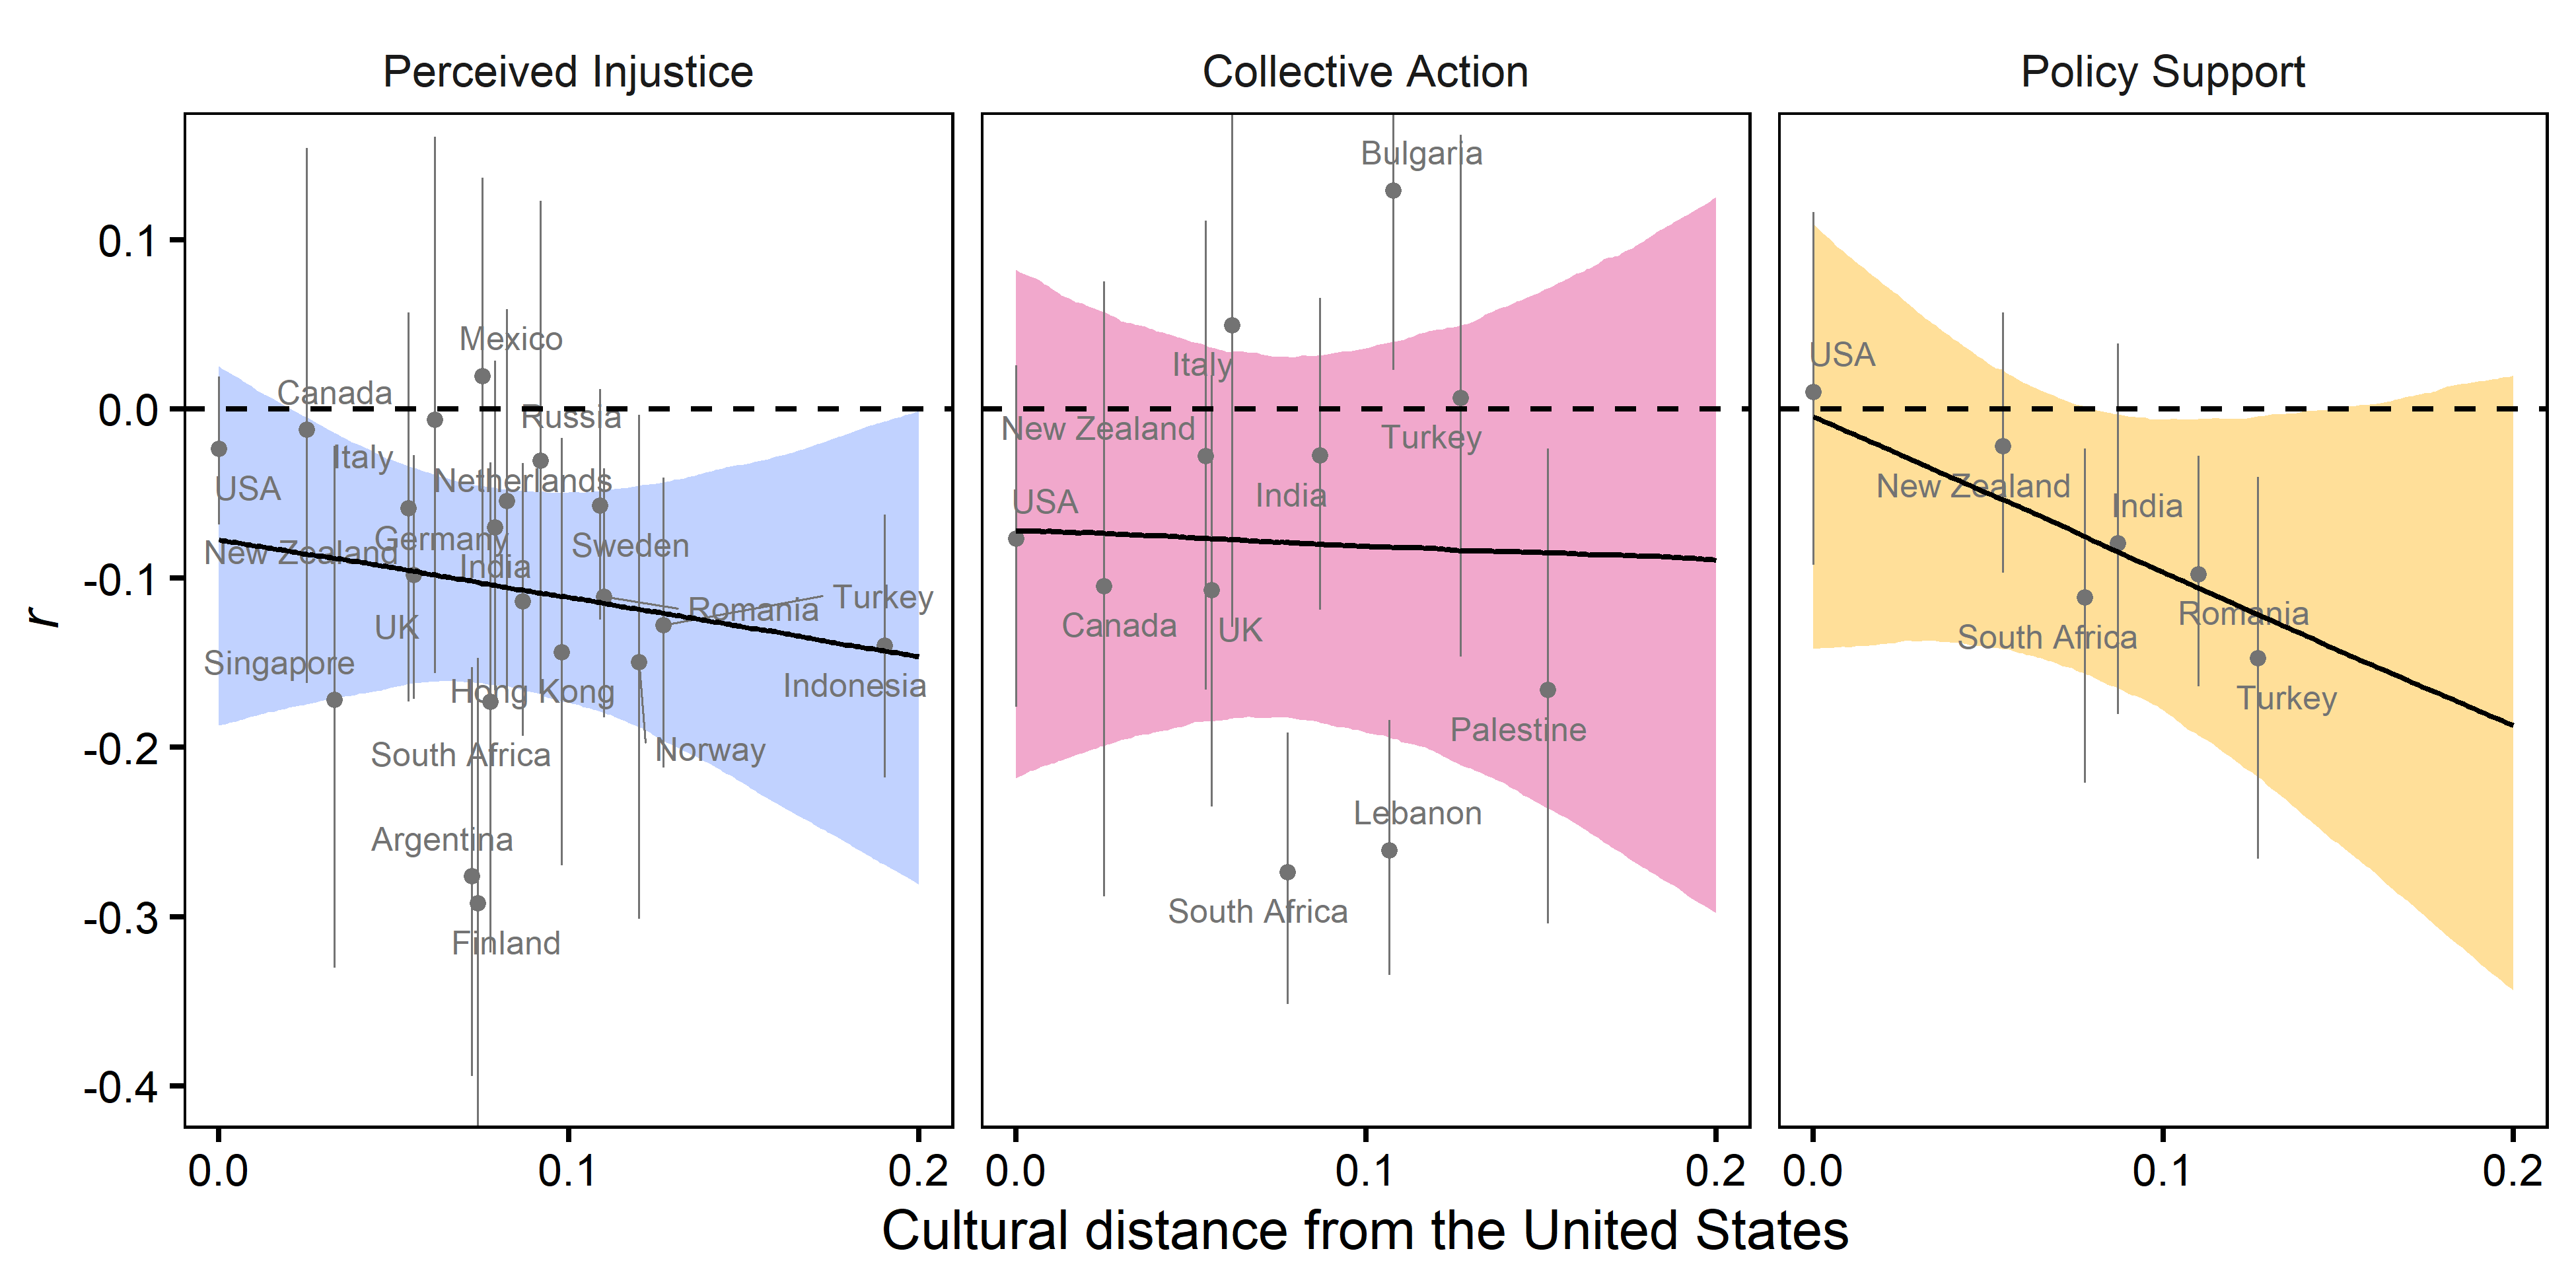 Perceived Injustice
Collective Action
Policy Support
r
0.1
0.0
-0.1
-0.2
-0.3
-0.4
Mexico
Canada
Russia
Italy
Netherlands
USA
Germany
New Zealand
Sweden
India
Turkey
Romania
UK
Singapore
Indonesia
Hong Kong
South Africa
Norway
Argentina
Finland
Bulgaria
Italy
New Zealand
Turkey
India
USA
Canada
UK
Palestine
Lebanon
South Africa
USA
New Zealand
India
Romania
South Africa
Turkey
0.0 0.1 0.2
0.0 0.1 0.2
0.0 0.1 0.2
Cultural distance from the United States